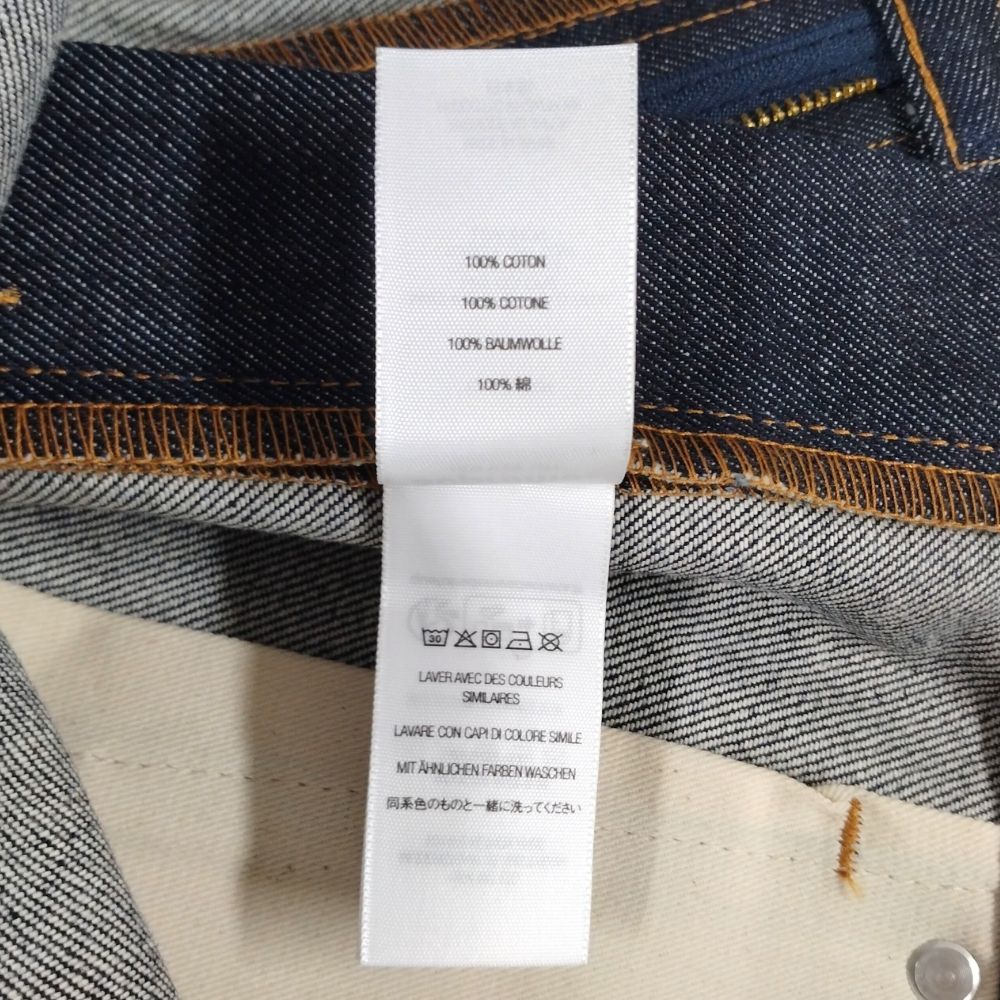 100% COTON
100% COTONE
100% BAUMWOLLE
100% 綿
30
LAVER AVEC DES COULEURS
SIMILAIRES
LAVARE CON CAPI DI COLORE SIMILE
MIT ÄHNLICHEN FARBEN WASCHEN
同系色のものと一緒に洗ってください